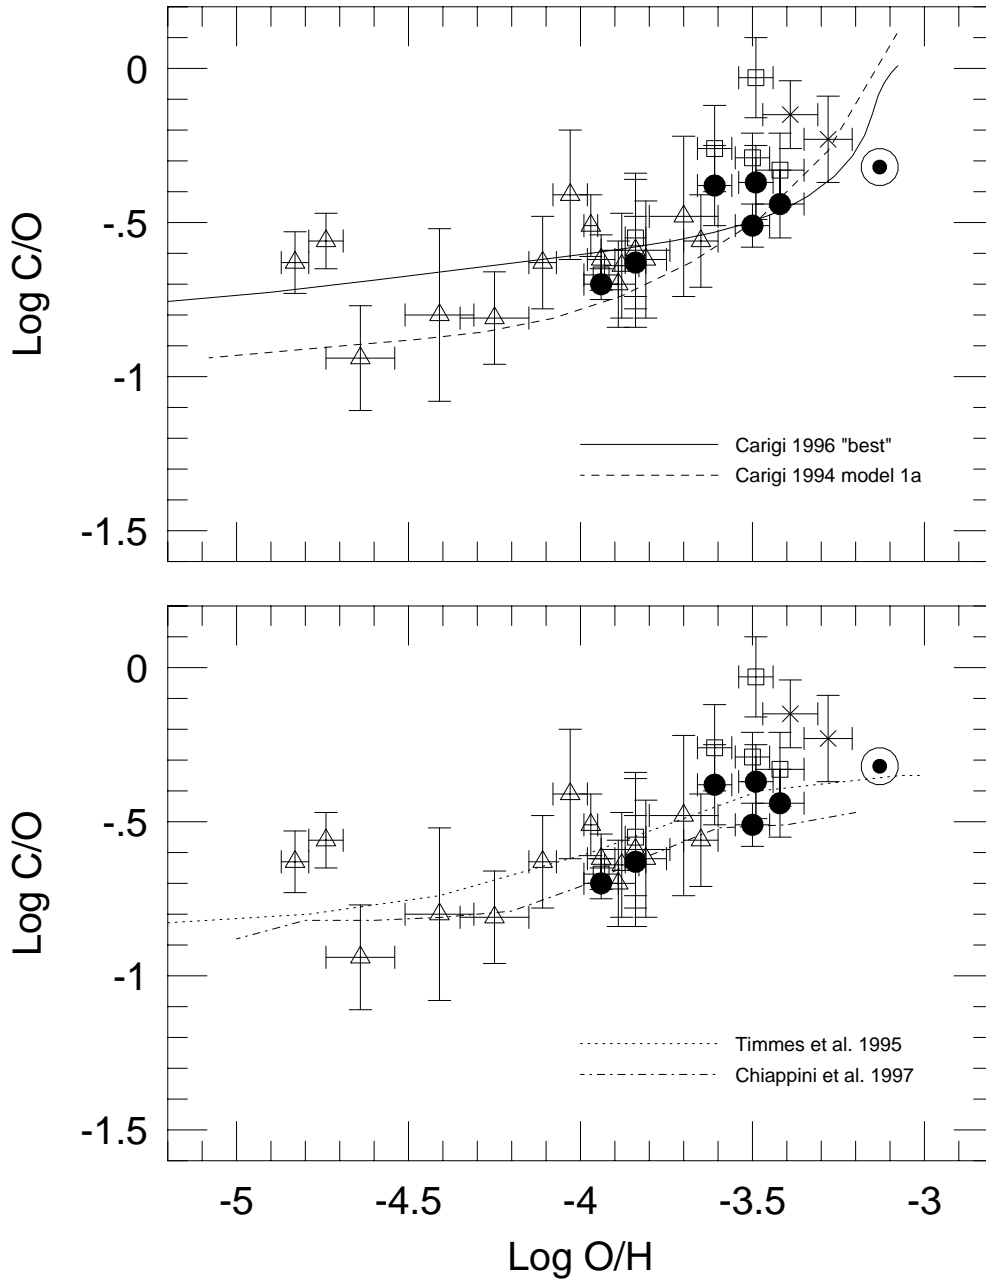 0
-.5
-1
-1.5
Log C/O
Carigi 1996 "best"
Carigi 1994 model 1a
0
-.5
-1
-1.5
Log C/O
Timmes et al. 1995
Chiappini et al. 1997
-5 -4.5 -4 -3.5 -3
Log O/H